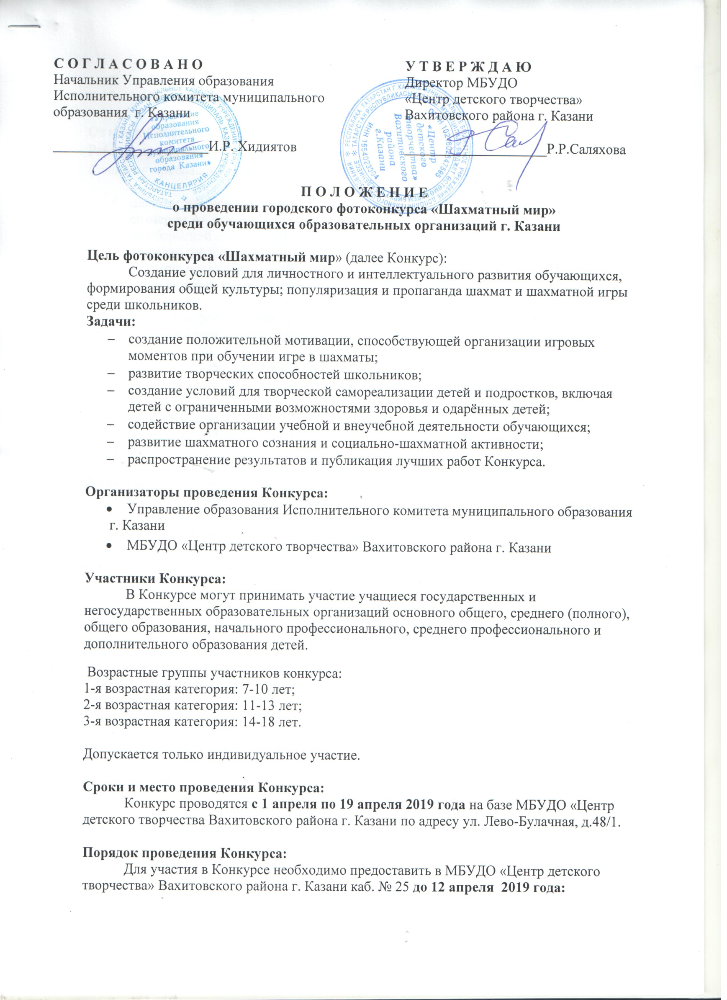 С О Г Л А С О В А Н О
Начальник Управления образования
Исполнительного комитета муниципального
образования г. Казани
И.Р. Хидиятов
У Т В Е Р Ж Д А Ю
Директор МБУДО
«Центр детского творчества»
Вахитовского района г. Казани
Р.Р.Саляхова
«Управление
образования
Исполнительного
комитета
муниципального
образования
города Казани»
КАНЦЕЛЯРИЯ
«Центр
детского
творчества»
Вахитовского
района
г.Казани
ИНН 1654023304
П О Л О Ж Е Н И Е
о проведении городского фотоконкурса «Шахматный мир»
среди обучающихся образовательных организаций г. Казани
Цель фотоконкурса «Шахматный мир» (далее Конкурс):
Создание условий для личностного и интеллектуального развития обучающихся,
формирования общей культуры; популяризация и пропаганда шахмат и шахматной игры
среди школьников.
Задачи:
– создание положительной мотивации, способствующей организации игровых
моментов при обучении игре в шахматы;
– развитие творческих способностей школьников;
– создание условий для творческой самореализации детей и подростков, включая
детей с ограниченными возможностями здоровья и одарённых детей;
– содействие организации учебной и внеучебной деятельности обучающихся;
– развитие шахматного сознания и социально-шахматной активности;
– распространение результатов и публикация лучших работ Конкурса.
Организаторы проведения Конкурса:
• Управление образования Исполнительного комитета муниципального образования
г. Казани
• МБУДО «Центр детского творчества» Вахитовского района г. Казани
Участники Конкурса:
В Конкурсе могут принимать участие учащиеся государственных и
негосударственных образовательных организаций основного общего, среднего (полного),
общего образования, начального профессионального, среднего профессионального и
дополнительного образования детей.
Возрастные группы участников конкурса:
1-я возрастная категория: 7-10 лет;
2-я возрастная категория: 11-13 лет;
3-я возрастная категория: 14-18 лет.
Допускается только индивидуальное участие.
Сроки и место проведения Конкурса:
Конкурс проводятся с 1 апреля по 19 апреля 2019 года на базе МБУДО «Центр
детского творчества Вахитовского района г. Казани по адресу ул. Лево-Булачная, д.48/1.
Порядок проведения Конкурса:
Для участия в Конкурсе необходимо предоставить в МБУДО «Центр детского
творчества» Вахитовского района г. Казани каб. № 25 до 12 апреля 2019 года: